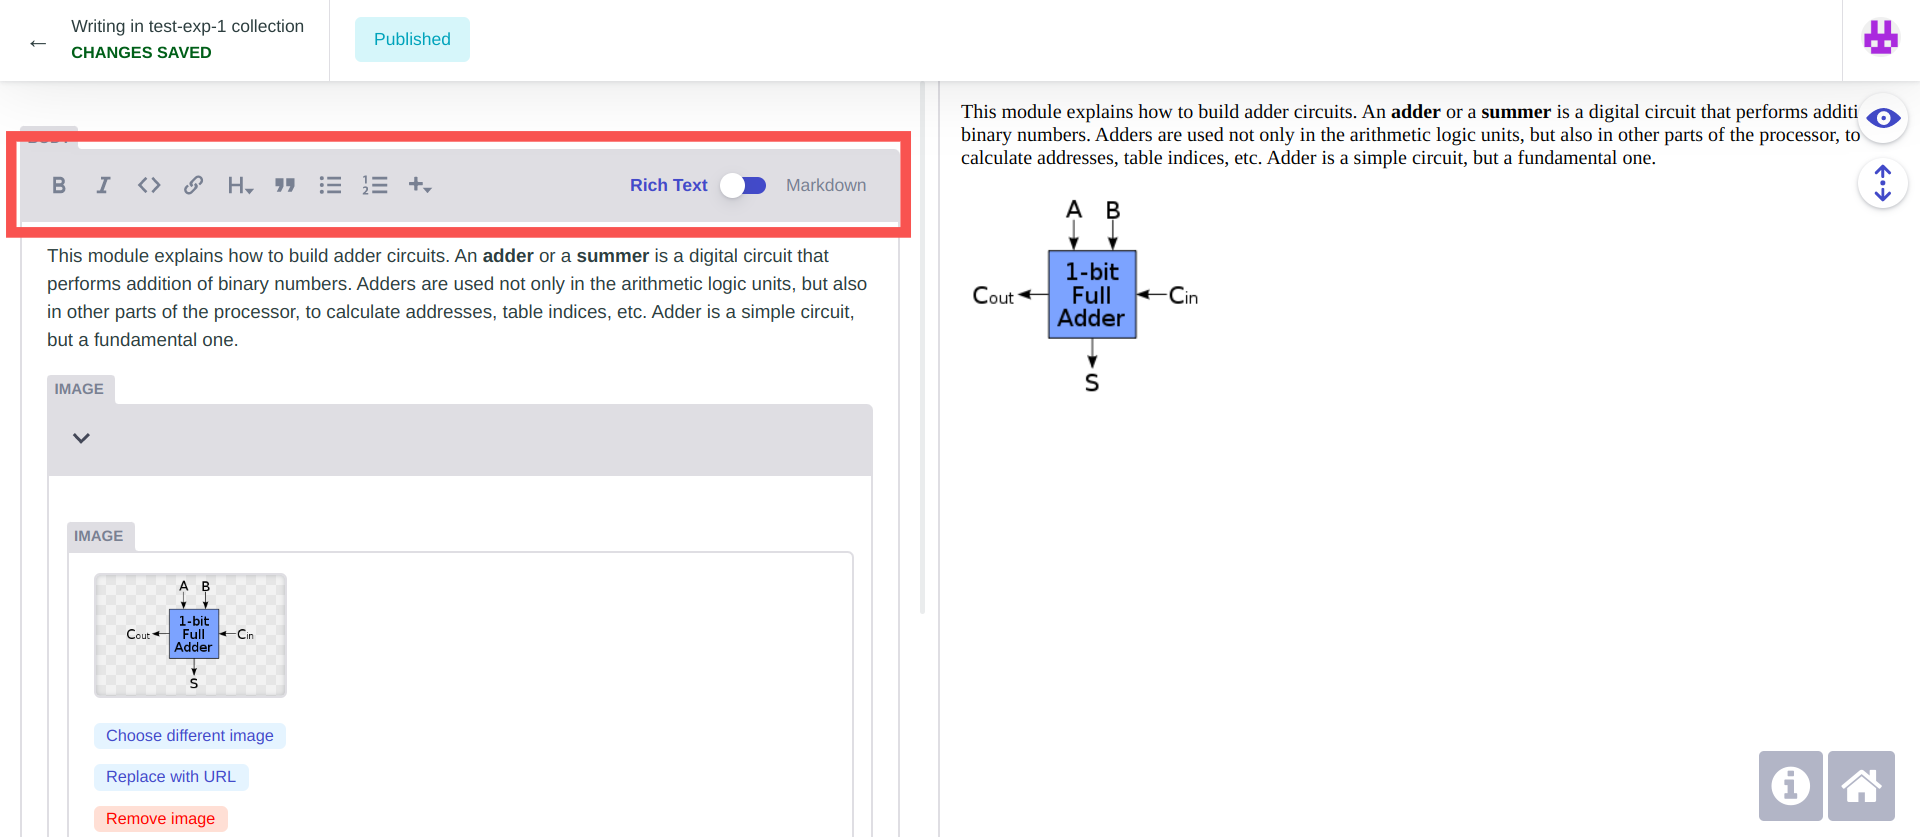 Writing in test-exp-1 collection
CHANGES SAVED
Published
BODY
Rich Text
Markdown
This module explains how to build adder circuits. An adder or a summer is a digital circuit that
performs addition of binary numbers. Adders are used not only in the arithmetic logic units, but also
in other parts of the processor, to calculate addresses, table indices, etc. Adder is a simple circuit,
but a fundamental one.
IMAGE
IMAGE
A B
1-bit
Cout Full Cin
Adder
S
Choose different image
Replace with URL
Remove image
This module explains how to build adder circuits. An adder or a summer is a digital circuit that performs additi
binary numbers. Adders are used not only in the arithmetic logic units, but also in other parts of the processor, to
calculate addresses, table indices, etc. Adder is a simple circuit, but a fundamental one.
A B
1-bit
Cout Full Cin
Adder
S